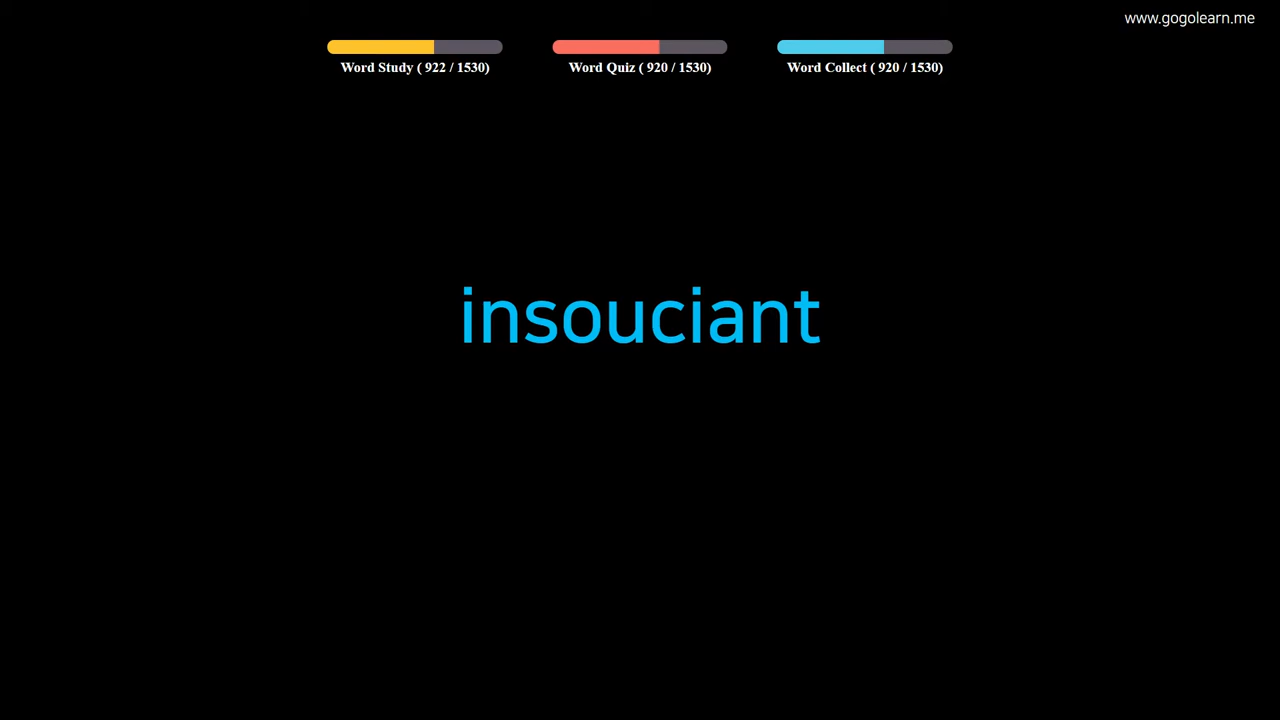 www.gogolearn.me
Word Study ( 922 / 1530) Word Quiz ( 920 / 1530) Word Collect ( 920 / 1530)
insouciant